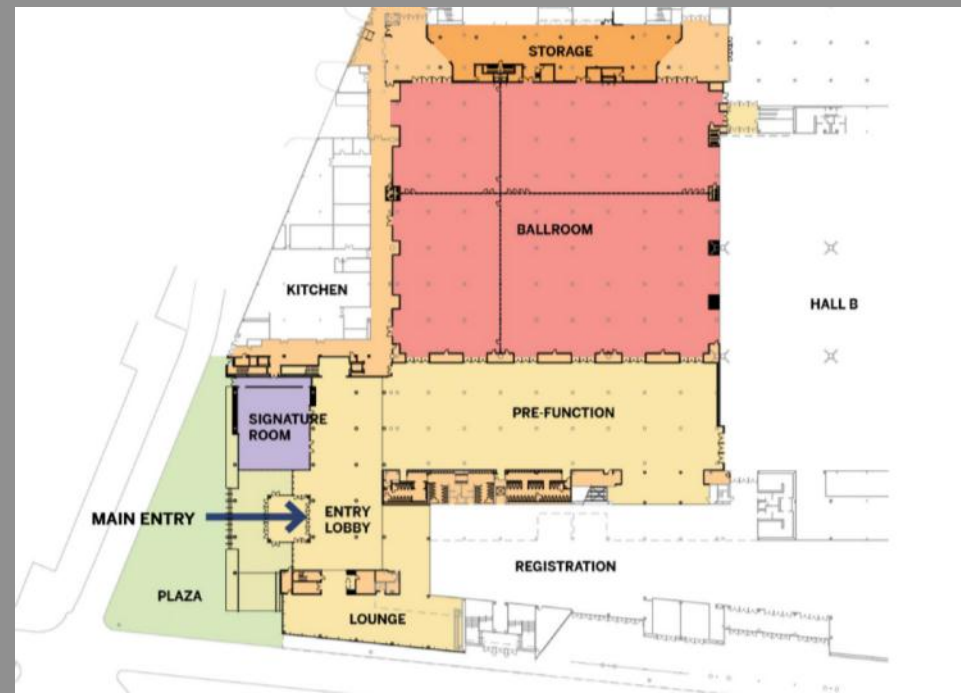 STORAGE
BALLROOM
KITCHEN
HALL B
SIGNATURE
ROOM
PRE-FUNCTION
MAIN ENTRY
ENTRY
LOBBY
REGISTRATION
PLAZA
LOUNGE